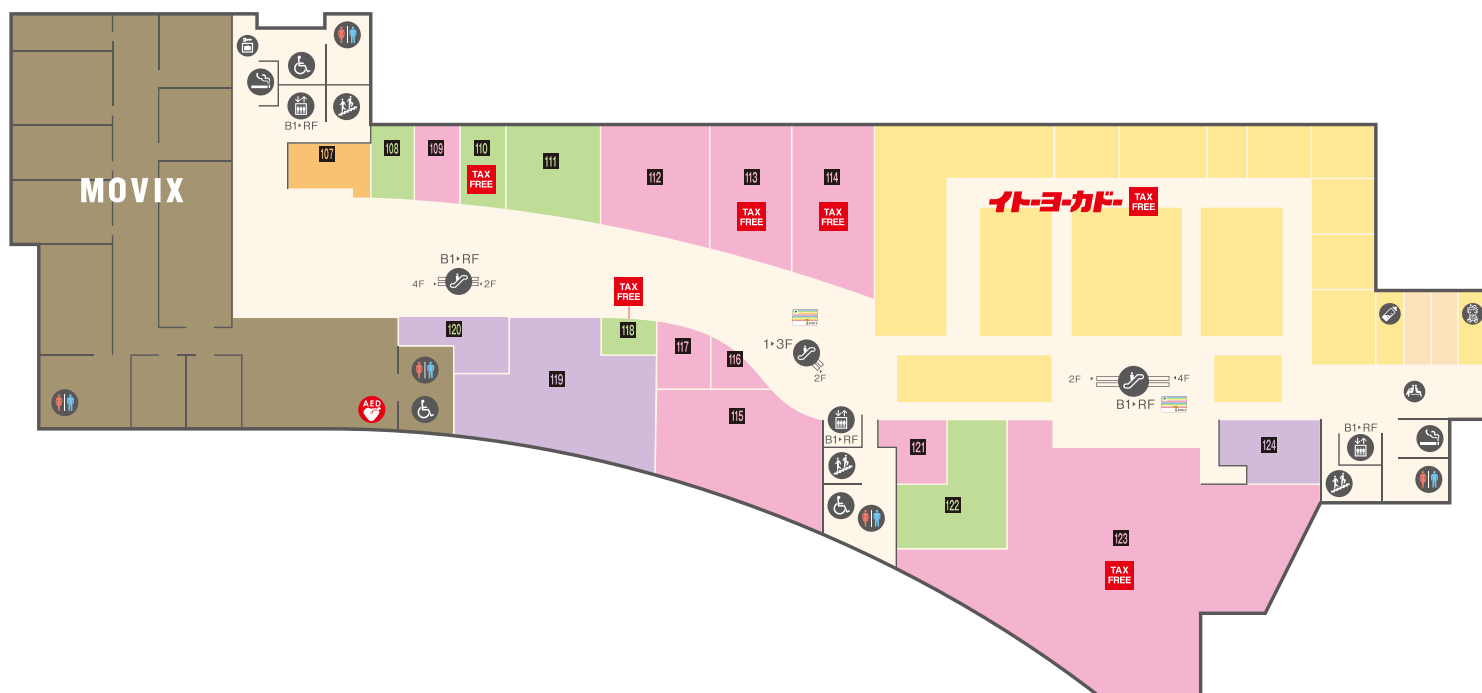 B1▸RF
107
108
109
110
TAX
FREE
111
112
113
TAX
FREE
114
TAX
FREE
MOVIX
イトーヨーカドー
TAX
FREE
B1▸RF
4F
2F
TAX
FREE
118
120
119
117
116
1▸3F
2F
115
AED
B1▸RF
2F
4F
B1▸RF
121
122
123
TAX
FREE
124
B1▸RF